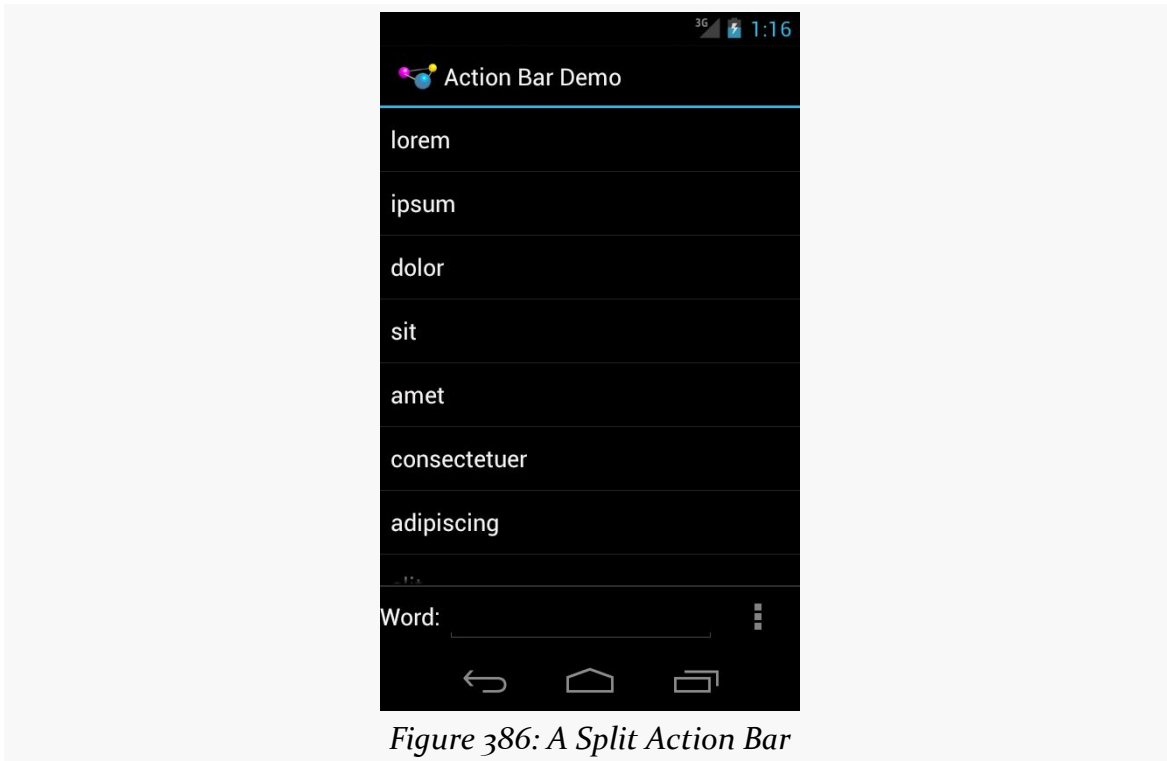 3G 1:16
Action Bar Demo
lorem
ipsum
dolor
sit
amet
consectetuer
adipiscing
Word:
Figure 386: A Split Action Bar